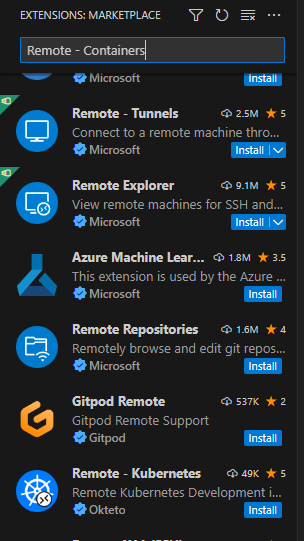 EXTENSIONS: MARKETPLACE
Remote - Containers
Microsoft Install
Remote - Tunnels 2.5M 5
Connect to a remote machine thro...
Microsoft Install
Remote Explorer 9.1M 5
View remote machines for SSH and...
Microsoft Install
Azure Machine Lear... 1.8M 3.5
This extension is used by the Azure ...
Microsoft Install
Remote Repositories 1.6M 4
Remotely browse and edit git repos...
Microsoft Install
Gitpod Remote 537K 2
Gitpod Remote Support
Gitpod Install
Remote - Kubernetes 49K 5
Remote Kubernetes Development i...
Okteto Install